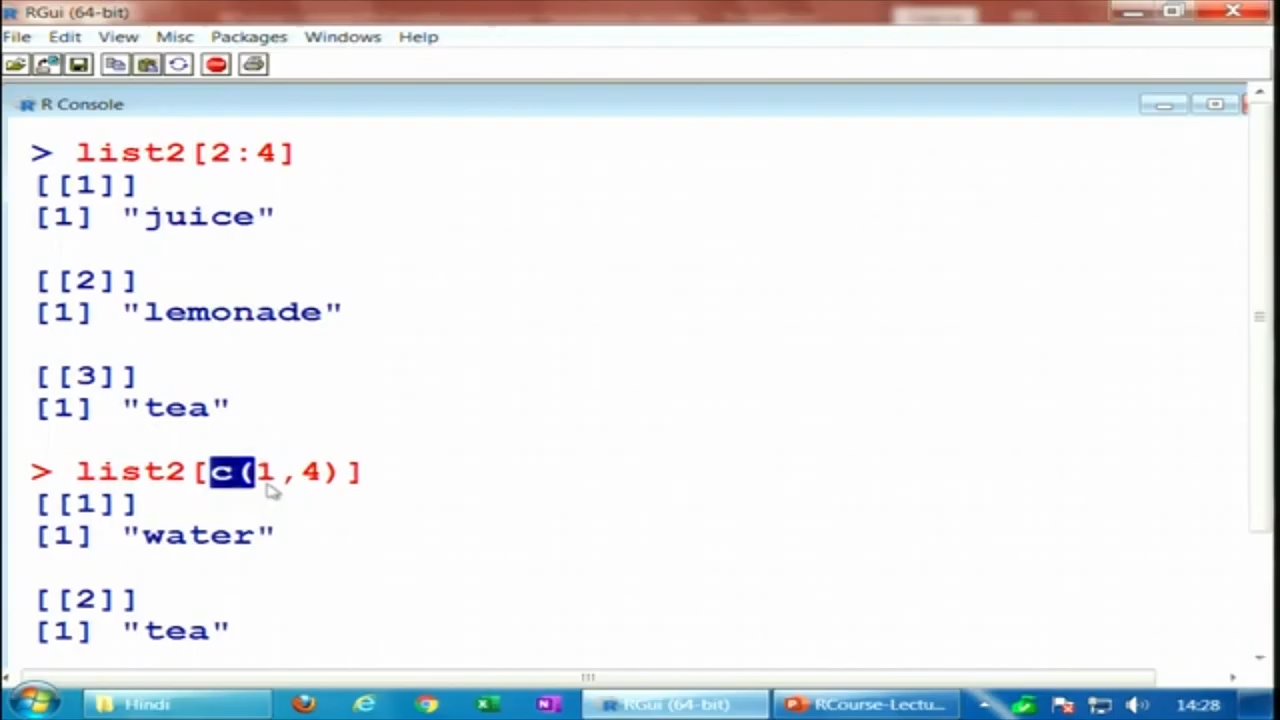 RGui (64-bit)
File Edit View Misc Packages Windows Help
R Console
> list2[2:4]
[[1]]
[1] "juice"
[[2]]
[1] "lemonade"
[[3]]
[1] "tea"
> list2[c(1,4)]
[[1]]
[1] "water"
[[2]]
[1] "tea"
Hindi RGui (64-bit) RCourse-Lectu... 14:28